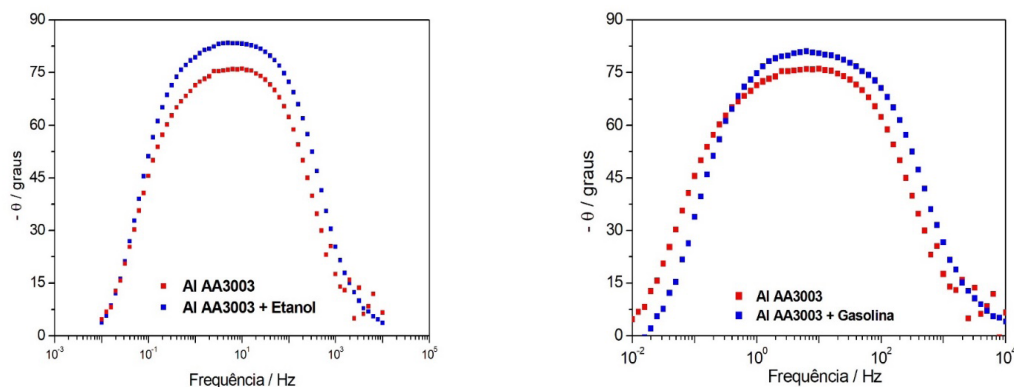 90
75
60
45
30
15
0
- θ / graus
Al AA3003
Al AA3003 + Etanol
10⁻³ 10⁻¹ 10¹ 10³ 10⁵
Frequência / Hz
90
75
60
45
30
15
0
- θ / graus
Al AA3003
Al AA3003 + Gasolina
10⁻² 10⁰ 10² 10⁴
Frequência / Hz